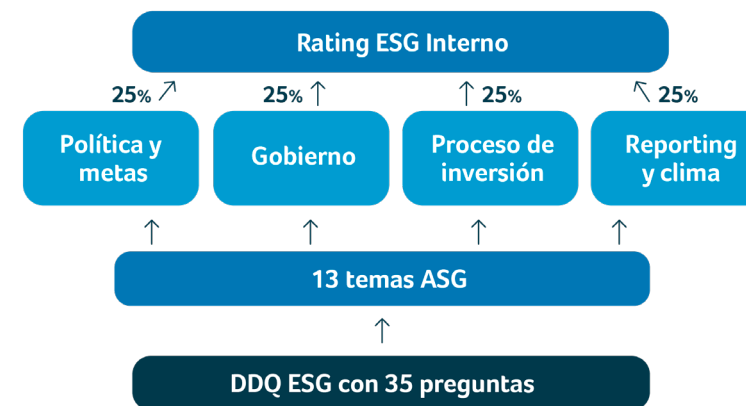 Rating ESG Interno
25%
25%
25%
25%
Política y
metas
Gobierno
Proceso de
inversión
Reporting
y clima
13 temas ASG
DDQ ESG con 35 preguntas